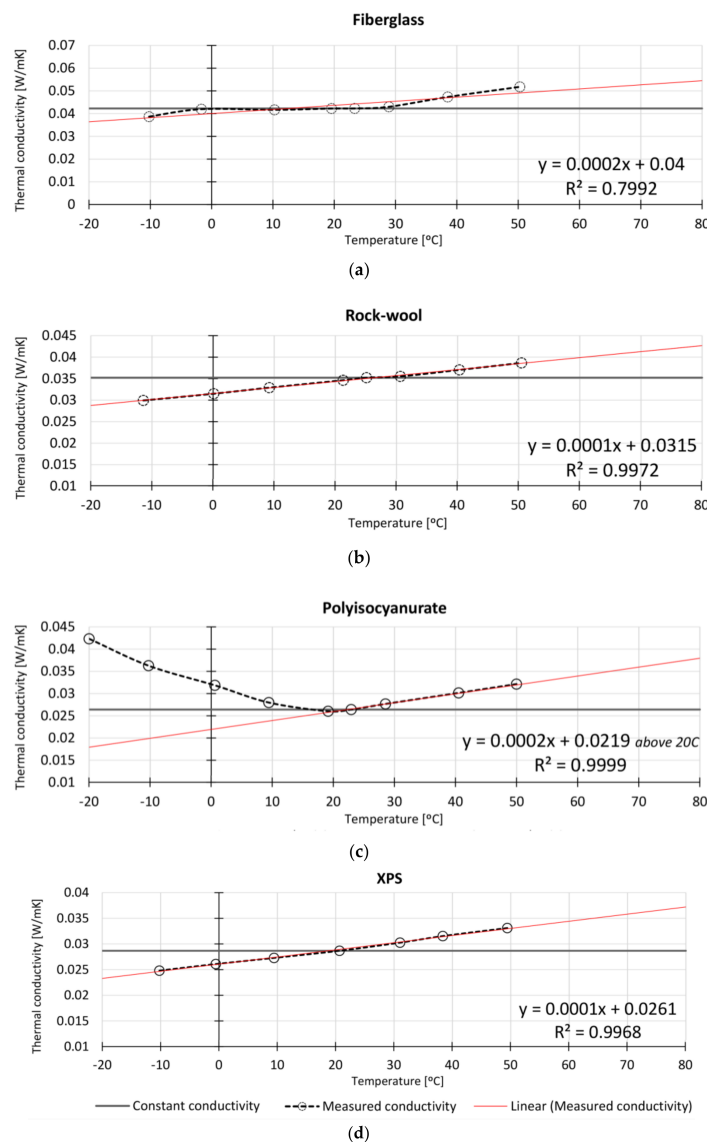 Fiberglass
Thermal conductivity [W/mK]
0.07
0.06
0.05
0.04
0.03
0.02
0.01
0
-20 -10 0 10 20 30 40 50 60 70 80
y = 0.0002x + 0.04
R² = 0.7992
Temperature [°C]
(a)
Rock-wool
Thermal conductivity [W/mK]
0.045
0.04
0.035
0.03
0.025
0.02
0.015
0.01
-20 -10 0 10 20 30 40 50 60 70 80
y = 0.0001x + 0.0315
R² = 0.9972
Temperature [°C]
(b)
Polyisocyanurate
Thermal conductivity [W/mK]
0.045
0.04
0.035
0.03
0.025
0.02
0.015
0.01
-20 -10 0 10 20 30 40 50 60 70 80
y = 0.0002x + 0.0219 above 20C
R² = 0.9999
Temperature [°C]
(c)
XPS
Thermal conductivity [W/mK]
0.04
0.035
0.03
0.025
0.02
0.015
0.01
-20 -10 0 10 20 30 40 50 60 70 80
y = 0.0001x + 0.0261
R² = 0.9968
Temperature [°C]
Constant conductivity Measured conductivity Linear (Measured conductivity)
(d)